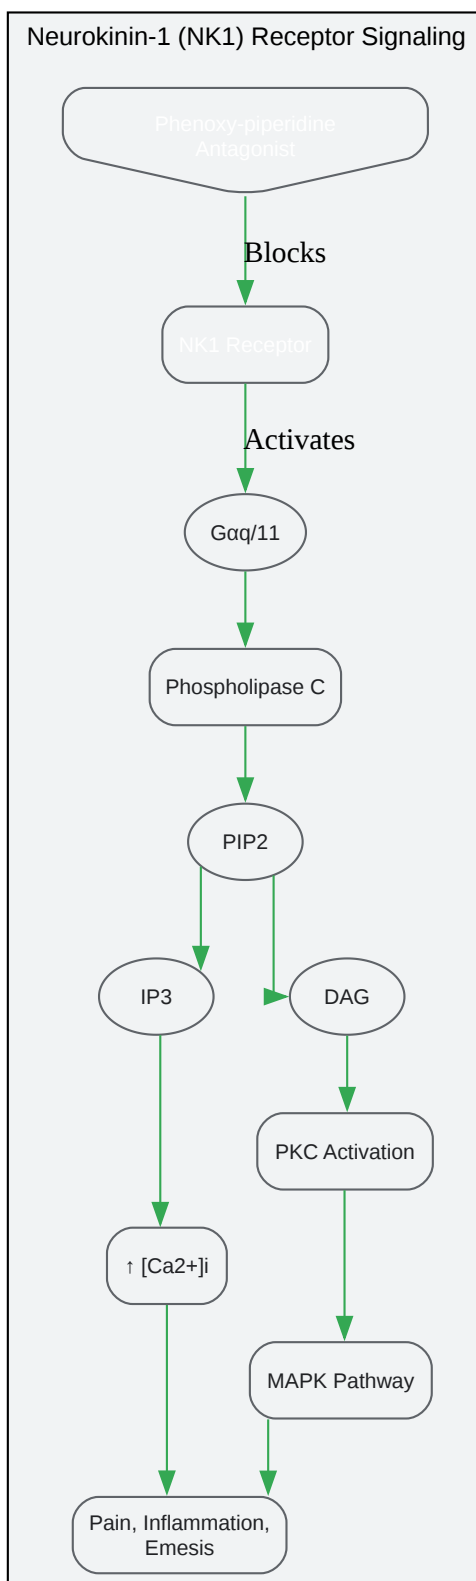 Neurokinin-1 (NK1) Receptor Signaling
Phenoxy-piperidine
Antagonist
Blocks
NK1 Receptor
Activates
Gαq/11
Phospholipase C
PIP2
IP3
DAG
PKC Activation
↑ [Ca2+]i
MAPK Pathway
Pain, Inflammation,
Emesis